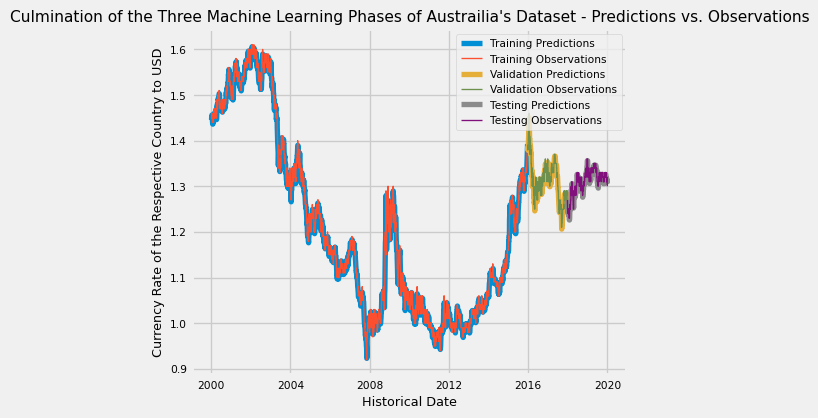 Culmination of the Three Machine Learning Phases of Austrailia's Dataset - Predictions vs. Observations
Currency Rate of the Respective Country to USD
1.6
1.5
1.4
1.3
1.2
1.1
1.0
0.9
Training Predictions
Training Observations
Validation Predictions
Validation Observations
Testing Predictions
Testing Observations
2000 2004 2008 2012 2016 2020
Historical Date